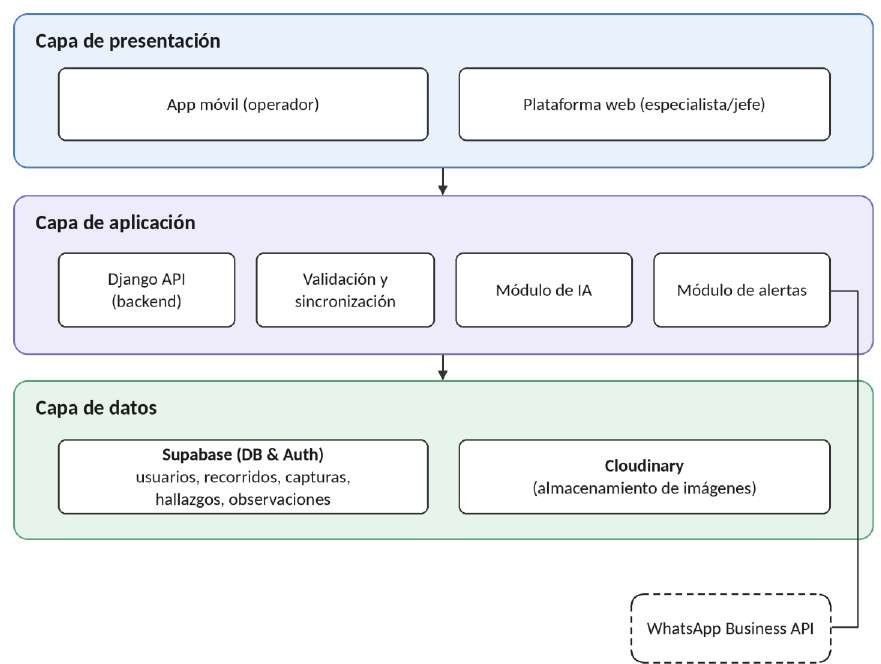 Capa de presentación
App móvil (operador)
Plataforma web (especialista/jefe)
Capa de aplicación
Django API
(backend)
Validación y
sincronización
Módulo de IA
Módulo de alertas
Capa de datos
Supabase (DB & Auth)
usuarios, recorridos, capturas,
hallazgos, observaciones
Cloudinary
(almacenamiento de imágenes)
WhatsApp Business API